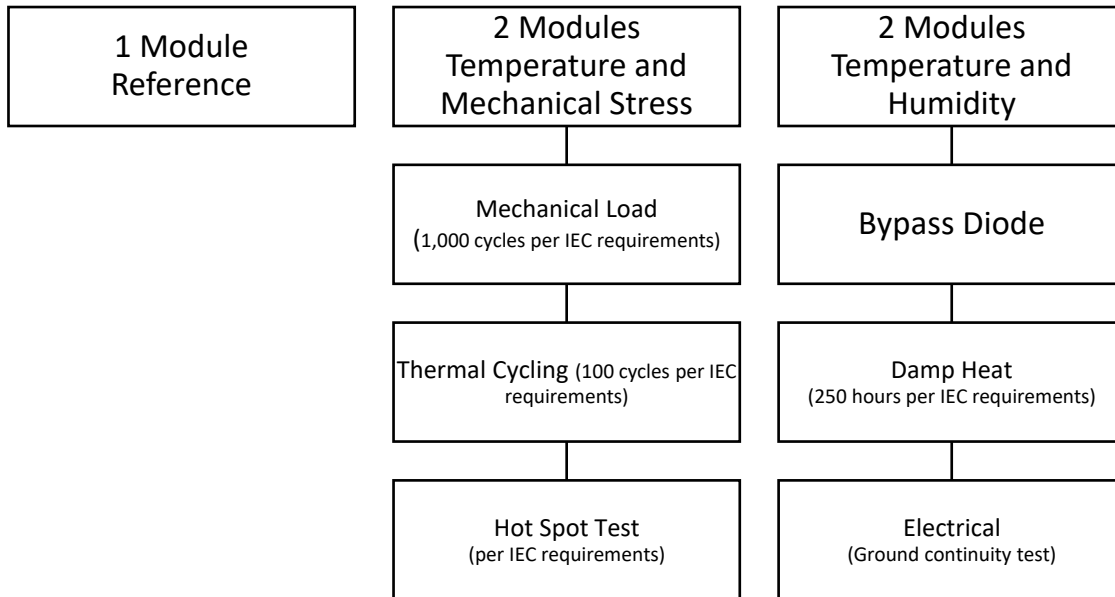 1 Module
Reference
2 Modules
Temperature and
Mechanical Stress
Mechanical Load
(1,000 cycles per IEC requirements)
Thermal Cycling (100 cycles per IEC
requirements)
Hot Spot Test
(per IEC requirements)
2 Modules
Temperature and
Humidity
Bypass Diode
Damp Heat
(250 hours per IEC requirements)
Electrical
(Ground continuity test)